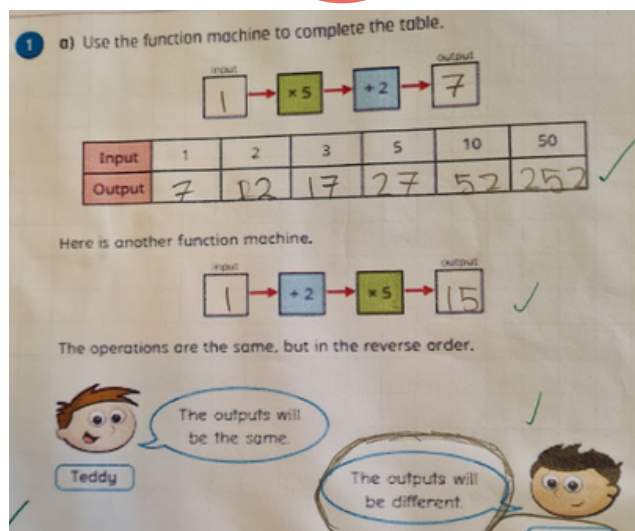 1 a) Use the function machine to complete the table.
input output
1 × 5 + 2 7
Input 1 2 3 5 10 50
Output 7 12 17 27 52 252
Here is another function machine.
input output
1 + 2 × 5 15
The operations are the same, but in the reverse order.
The outputs will
be the same.
Teddy
The outputs will
be different.